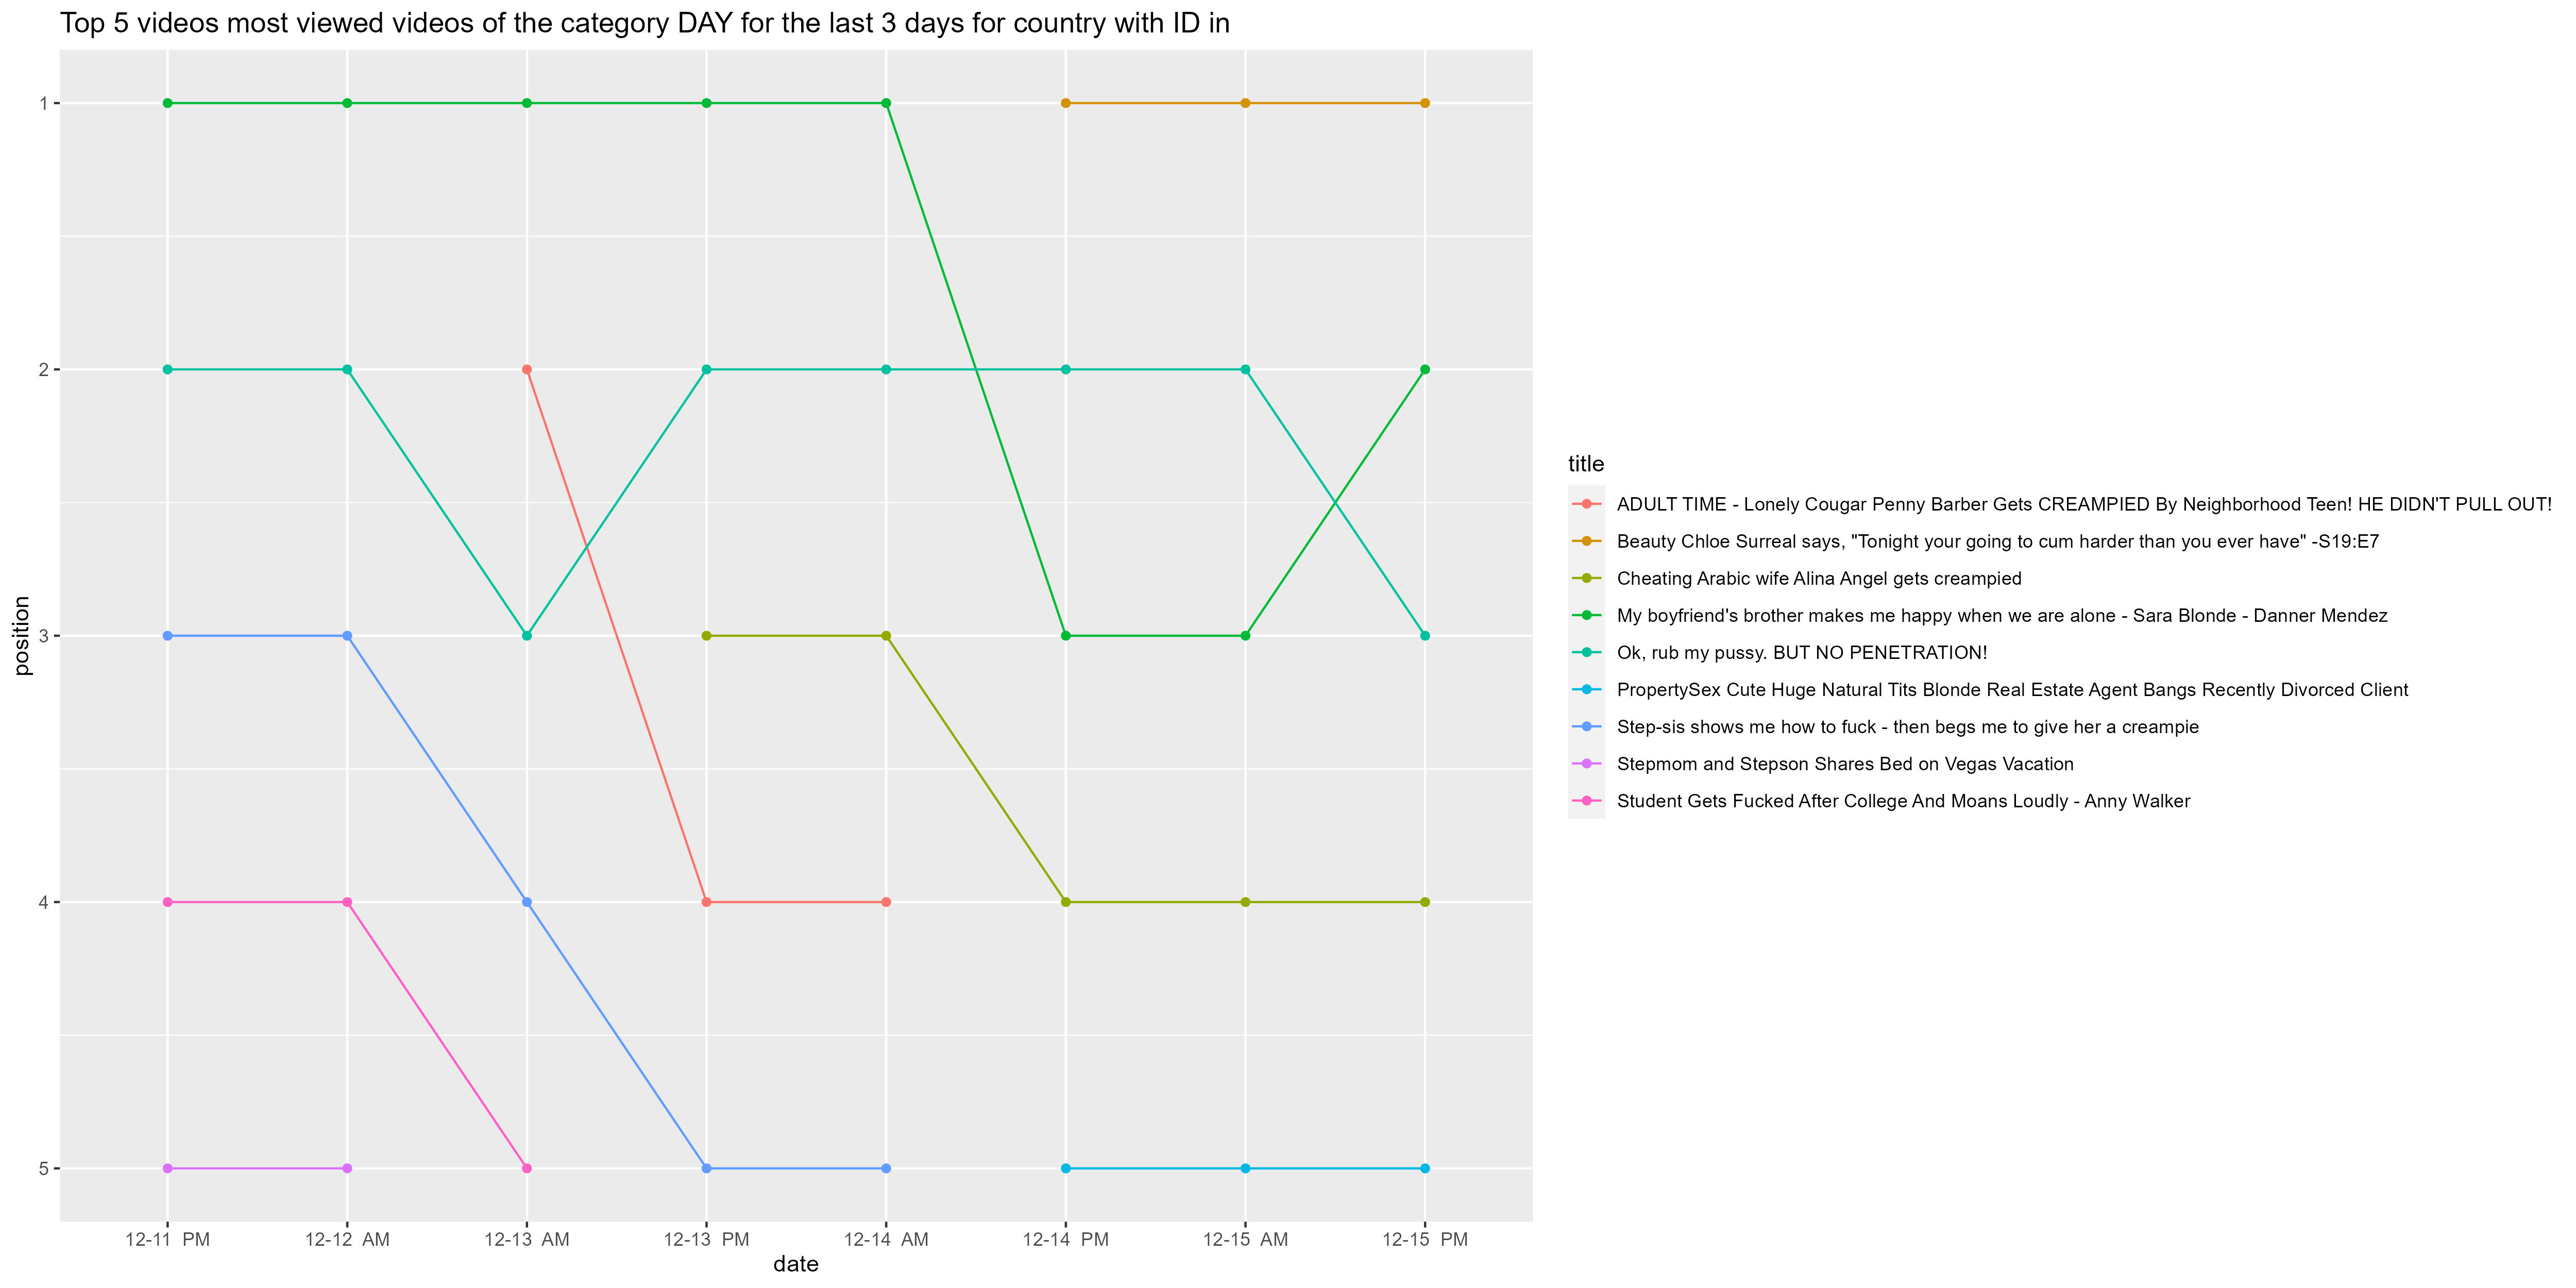 Top 5 videos most viewed videos of the category DAY for the last 3 days for country with ID in
position
1
2
3
4
5
12-11 PM
12-12 AM
12-13 AM
12-13 PM
12-14 AM
12-14 PM
12-15 AM
12-15 PM
date
title
ADULT TIME - Lonely Cougar Penny Barber Gets CREAMPIED By Neighborhood Teen! HE DIDN'T PULL OUT!
Beauty Chloe Surreal says, "Tonight your going to cum harder than you ever have" -S19:E7
Cheating Arabic wife Alina Angel gets creampied
My boyfriend's brother makes me happy when we are alone - Sara Blonde - Danner Mendez
Ok, rub my pussy. BUT NO PENETRATION!
PropertySex Cute Huge Natural Tits Blonde Real Estate Agent Bangs Recently Divorced Client
Step-sis shows me how to fuck - then begs me to give her a creampie
Stepmom and Stepson Shares Bed on Vegas Vacation
Student Gets Fucked After College And Moans Loudly - Anny Walker